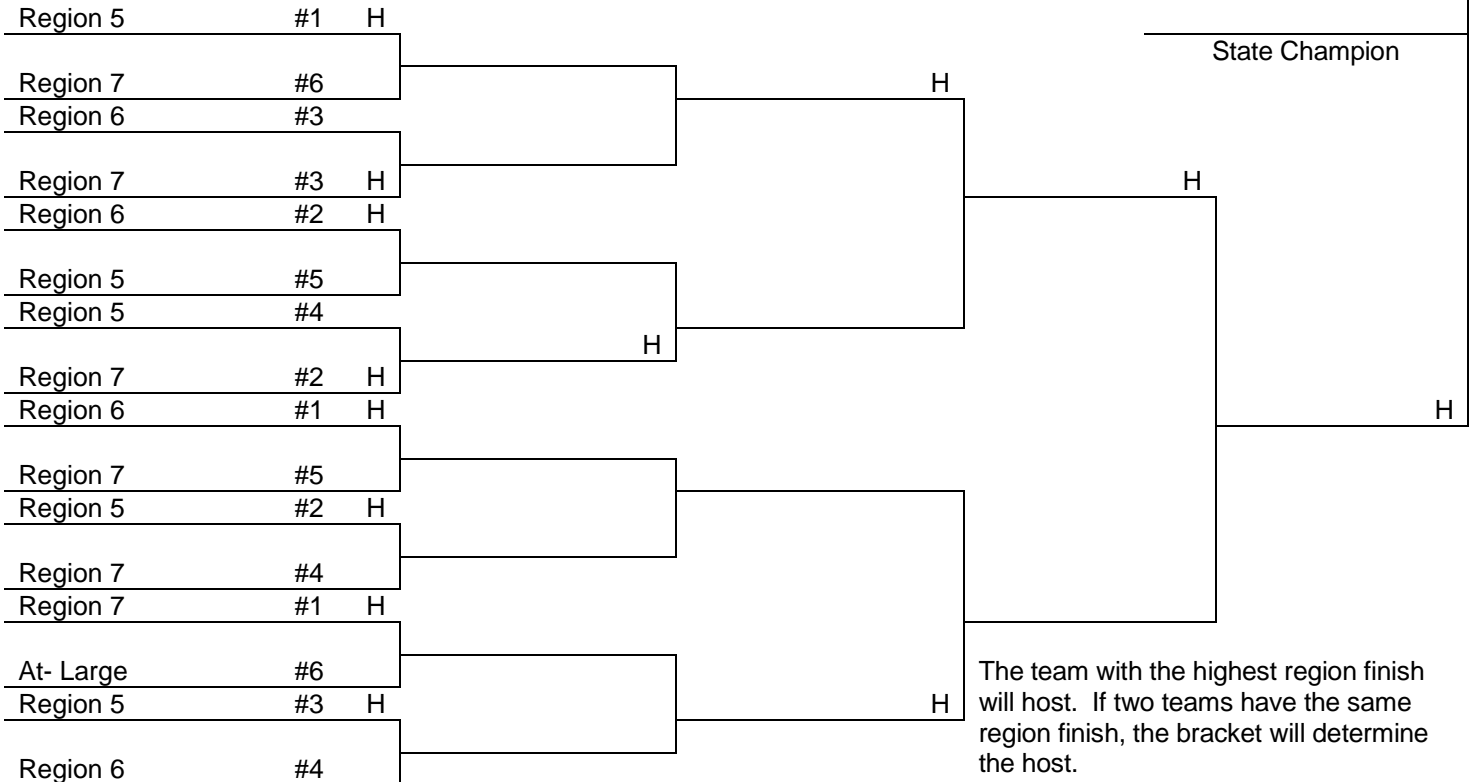 Region 5 #1 H
State Champion
Region 7 #6 H
Region 6 #3
Region 7 #3 H H
Region 6 #2 H
Region 5 #5
Region 5 #4
H
Region 7 #2 H
Region 6 #1 H H
Region 7 #5
Region 5 #2 H
Region 7 #4
Region 7 #1 H
At- Large #6
Region 5 #3 H H
Region 6 #4
The team with the highest region finish
will host. If two teams have the same
region finish, the bracket will determine
the host.